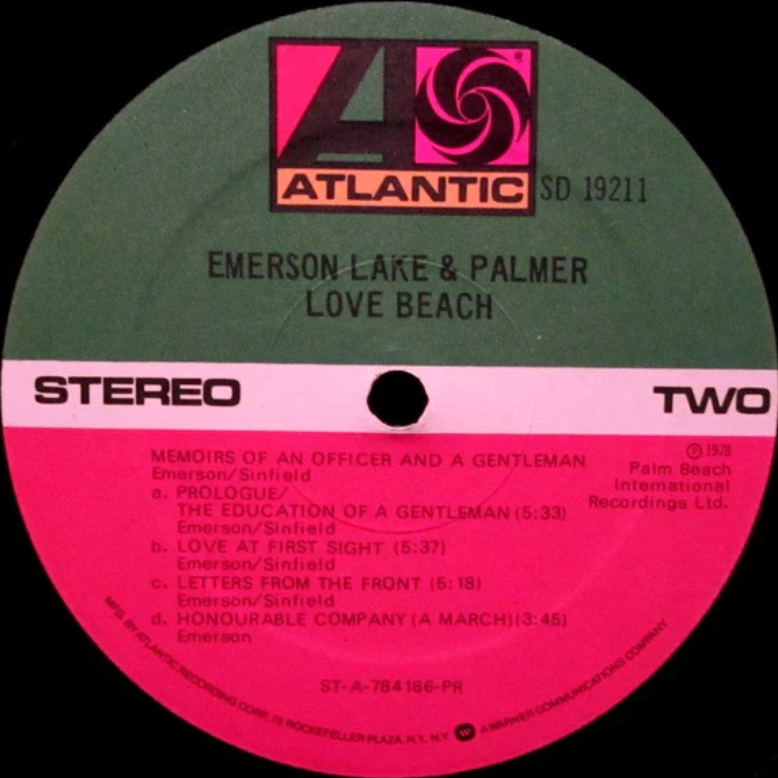 ATLANTIC
SD 19211
EMERSON LAKE & PALMER
LOVE BEACH
STEREO
TWO
MEMOIRS OF AN OFFICER AND A GENTLEMAN
Emerson/Sinfield
a. PROLOGUE/
THE EDUCATION OF A GENTLEMAN (5:33)
Emerson/Sinfield
b. LOVE AT FIRST SIGHT (5:37)
Emerson/Sinfield
c. LETTERS FROM THE FRONT (5:18)
Emerson/Sinfield
d. HONOURABLE COMPANY (A MARCH) (3:45)
Emerson
℗ 1978
Palm Beach
International
Recordings Ltd.
ST-A-784186-PR
MFG. BY ATLANTIC RECORDING CORP., 75 ROCKEFELLER PLAZA, N.Y., N.Y. A WARNER COMMUNICATIONS COMPANY